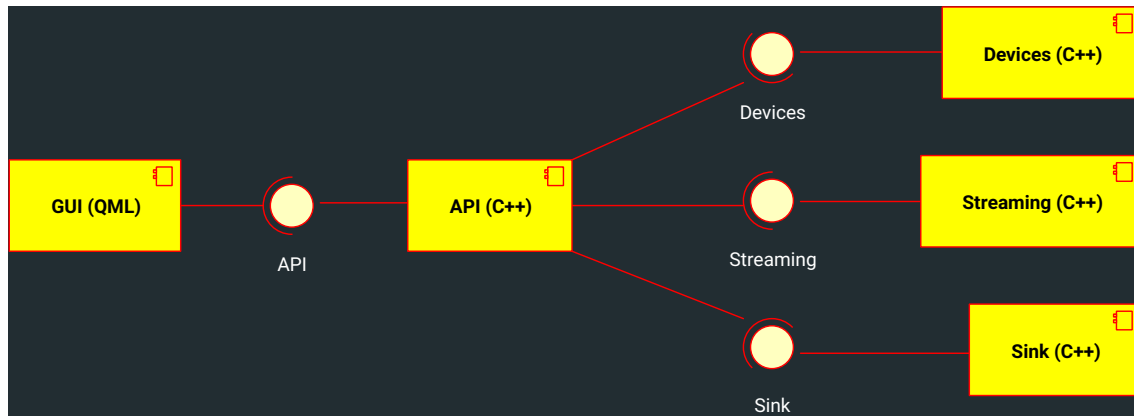 Devices (C++)
Devices
GUI (QML)
API
API (C++)
Streaming
Streaming (C++)
Sink
Sink (C++)